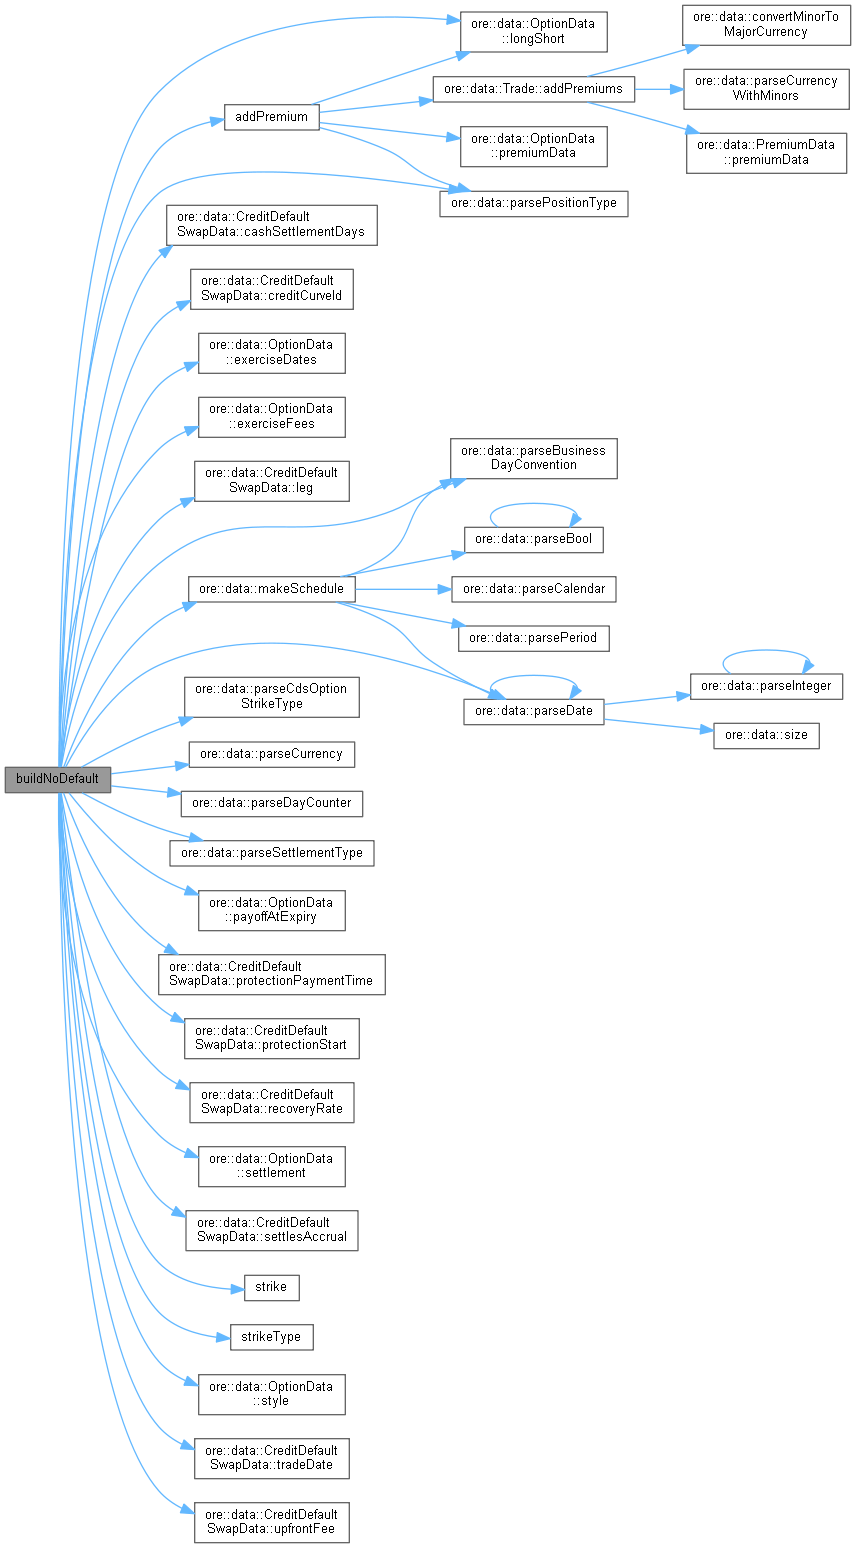 ore::data::OptionData
::longShort
ore::data::convertMinorTo
MajorCurrency
ore::data::Trade::addPremiums
ore::data::parseCurrency
WithMinors
addPremium
ore::data::OptionData
::premiumData
ore::data::PremiumData
::premiumData
ore::data::parsePositionType
ore::data::CreditDefault
SwapData::cashSettlementDays
ore::data::CreditDefault
SwapData::creditCurveId
ore::data::OptionData
::exerciseDates
ore::data::OptionData
::exerciseFees
ore::data::CreditDefault
SwapData::leg
ore::data::parseBusiness
DayConvention
ore::data::parseBool
ore::data::makeSchedule
ore::data::parseCalendar
ore::data::parsePeriod
ore::data::parseCdsOption
StrikeType
ore::data::parseDate
ore::data::parseInteger
ore::data::size
ore::data::parseCurrency
buildNoDefault
ore::data::parseDayCounter
ore::data::parseSettlementType
ore::data::OptionData
::payoffAtExpiry
ore::data::CreditDefault
SwapData::protectionPaymentTime
ore::data::CreditDefault
SwapData::protectionStart
ore::data::CreditDefault
SwapData::recoveryRate
ore::data::OptionData
::settlement
ore::data::CreditDefault
SwapData::settlesAccrual
strike
strikeType
ore::data::OptionData
::style
ore::data::CreditDefault
SwapData::tradeDate
ore::data::CreditDefault
SwapData::upfrontFee